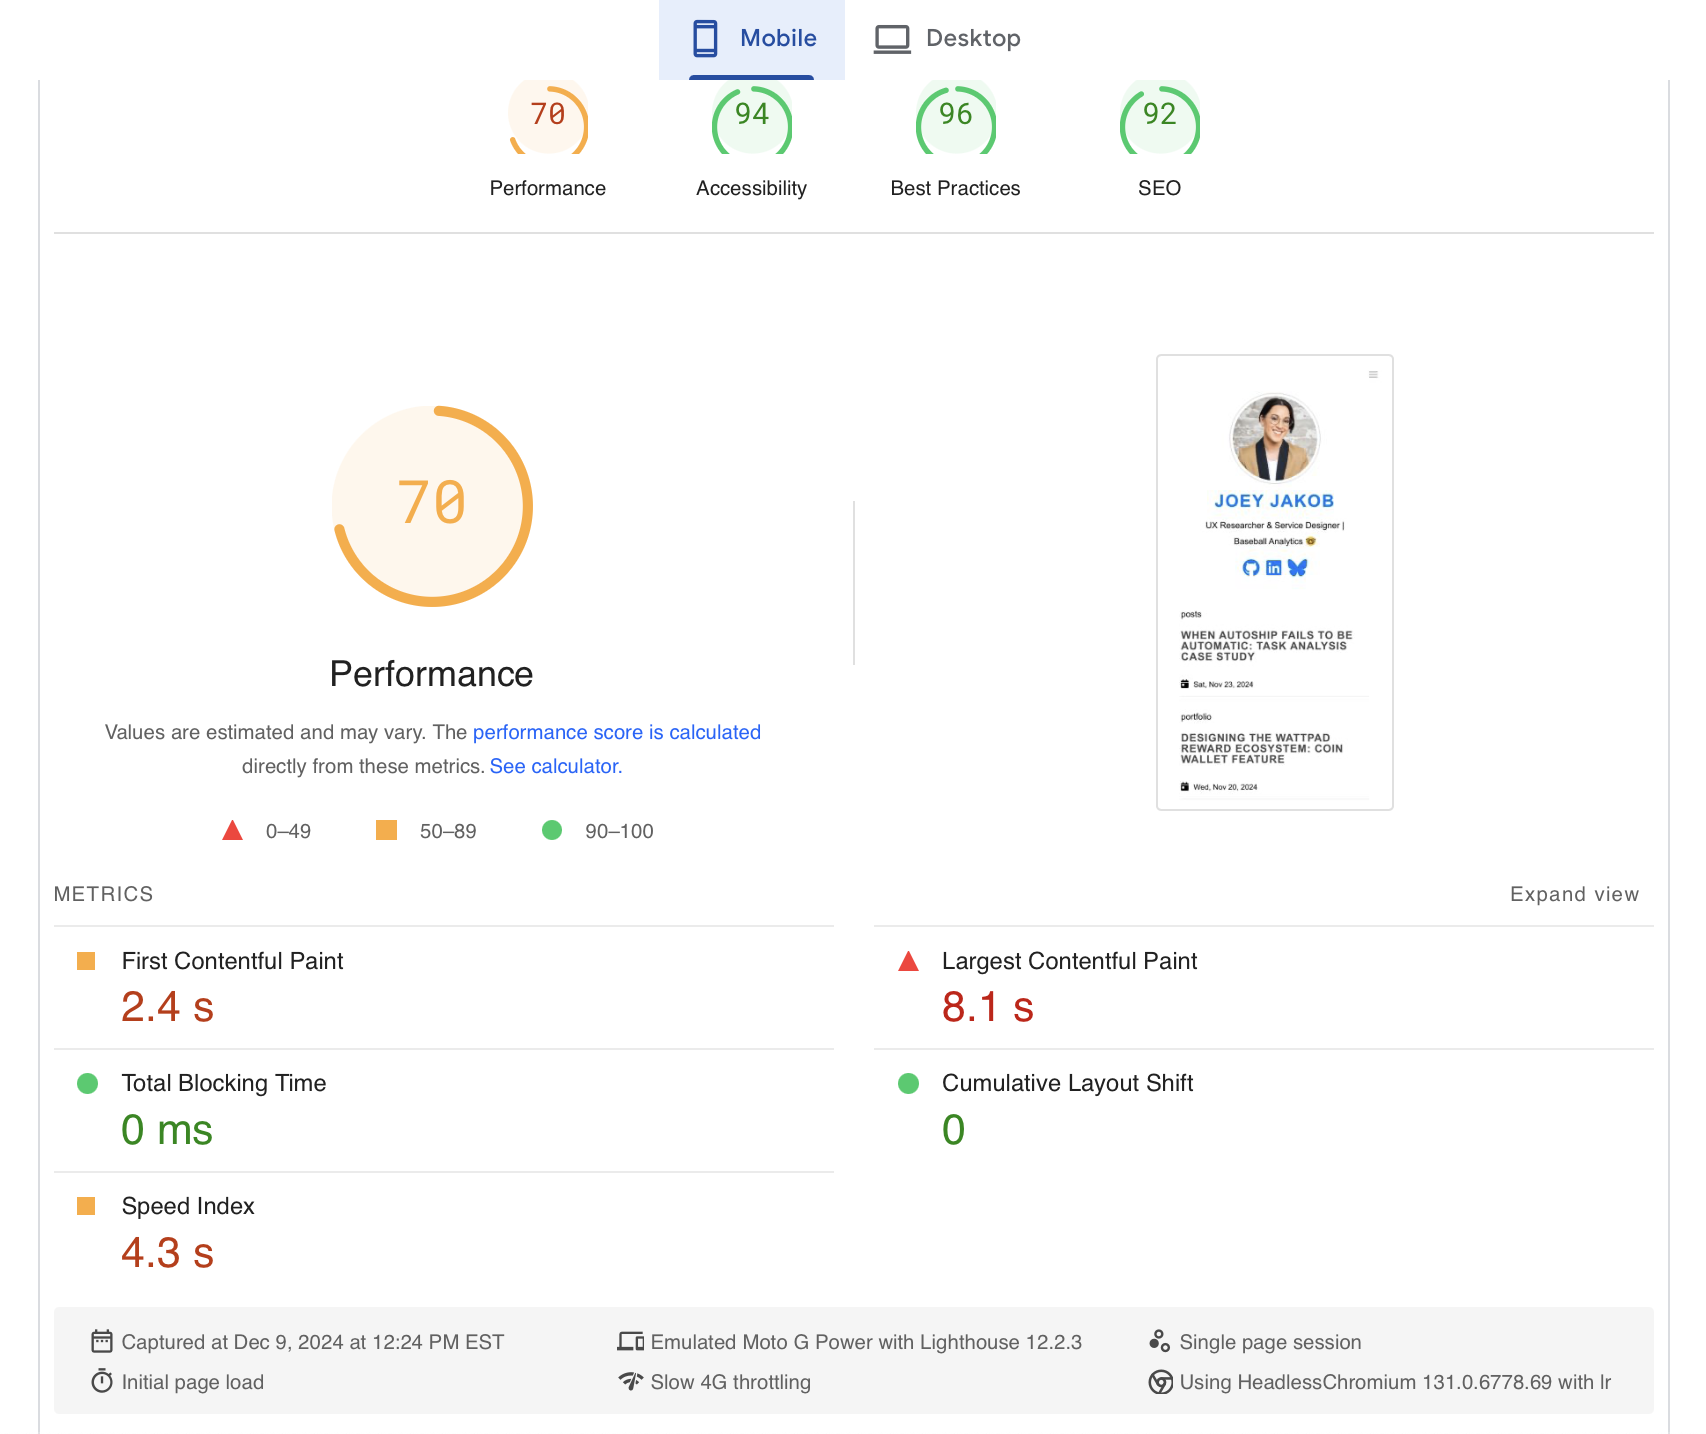 Mobile
Desktop
70
94
96
92
Performance
Accessibility
Best Practices
SEO
70
Performance
Values are estimated and may vary. The performance score is calculated
directly from these metrics. See calculator.
0–49
50–89
90–100
JOEY JAKOB
UX Researcher & Service Designer |
Baseball Analytics 🤓
posts
WHEN AUTOSHIP FAILS TO BE
AUTOMATIC: TASK ANALYSIS
CASE STUDY
Sat, Nov 23, 2024
portfolio
DESIGNING THE WATTPAD
REWARD ECOSYSTEM: COIN
WALLET FEATURE
Wed, Nov 20, 2024
METRICS
Expand view
First Contentful Paint
2.4 s
Largest Contentful Paint
8.1 s
Total Blocking Time
0 ms
Cumulative Layout Shift
0
Speed Index
4.3 s
Captured at Dec 9, 2024 at 12:24 PM EST
Emulated Moto G Power with Lighthouse 12.2.3
Single page session
Initial page load
Slow 4G throttling
Using HeadlessChromium 131.0.6778.69 with lr